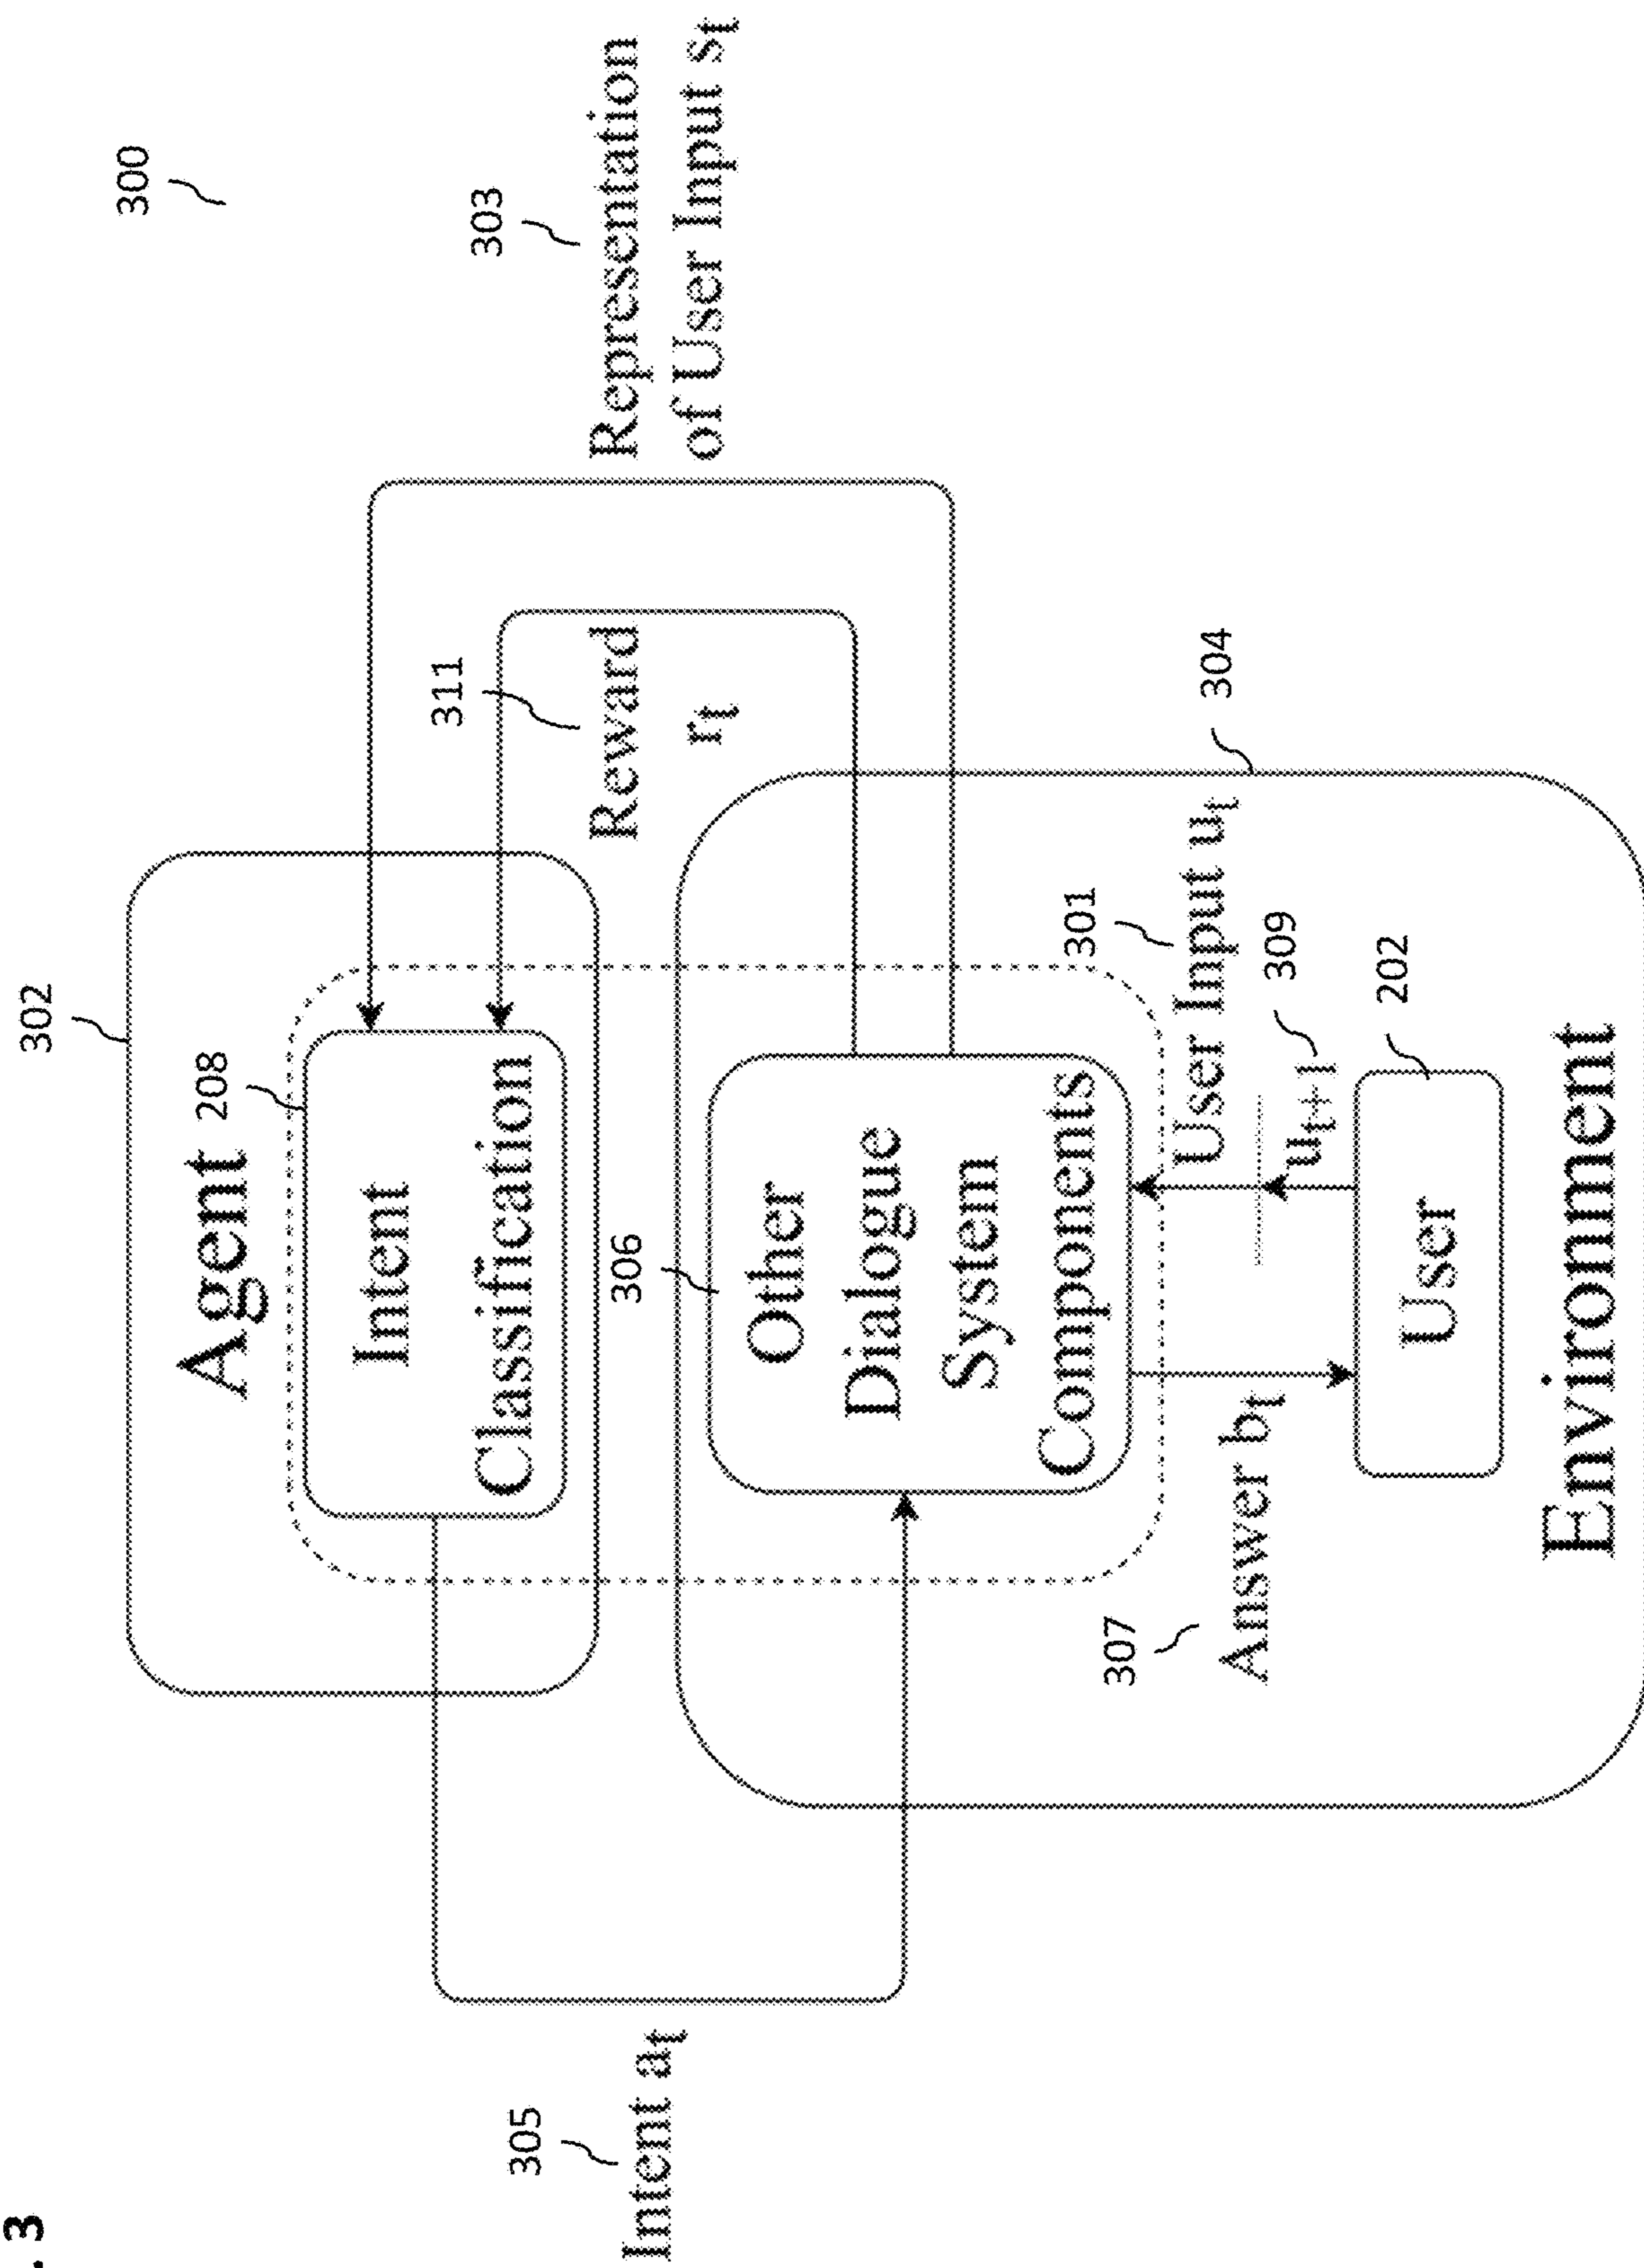 . 3
300
302
Agent
208
Intent
Classification
303
Representation
of User Input st
311
Reward
rt
305
Intent at
306
Other
Dialogue
System
Components
304
301
User Input ut
309
ut+1
307
Answer bt
202
User
Environment